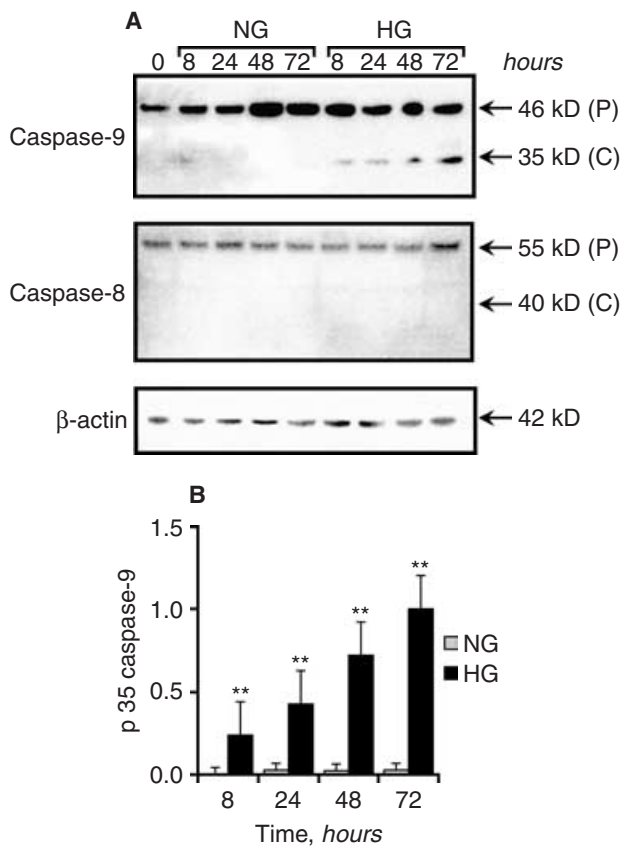 A
NG HG
0 8 24 48 72 8 24 48 72 hours
Caspase-9
46 kD (P)
35 kD (C)
Caspase-8
55 kD (P)
40 kD (C)
β-actin
42 kD
B
p 35 caspase-9
1.5
1.0
0.5
0.0
** ** ** **
NG
HG
8 24 48 72
Time, hours